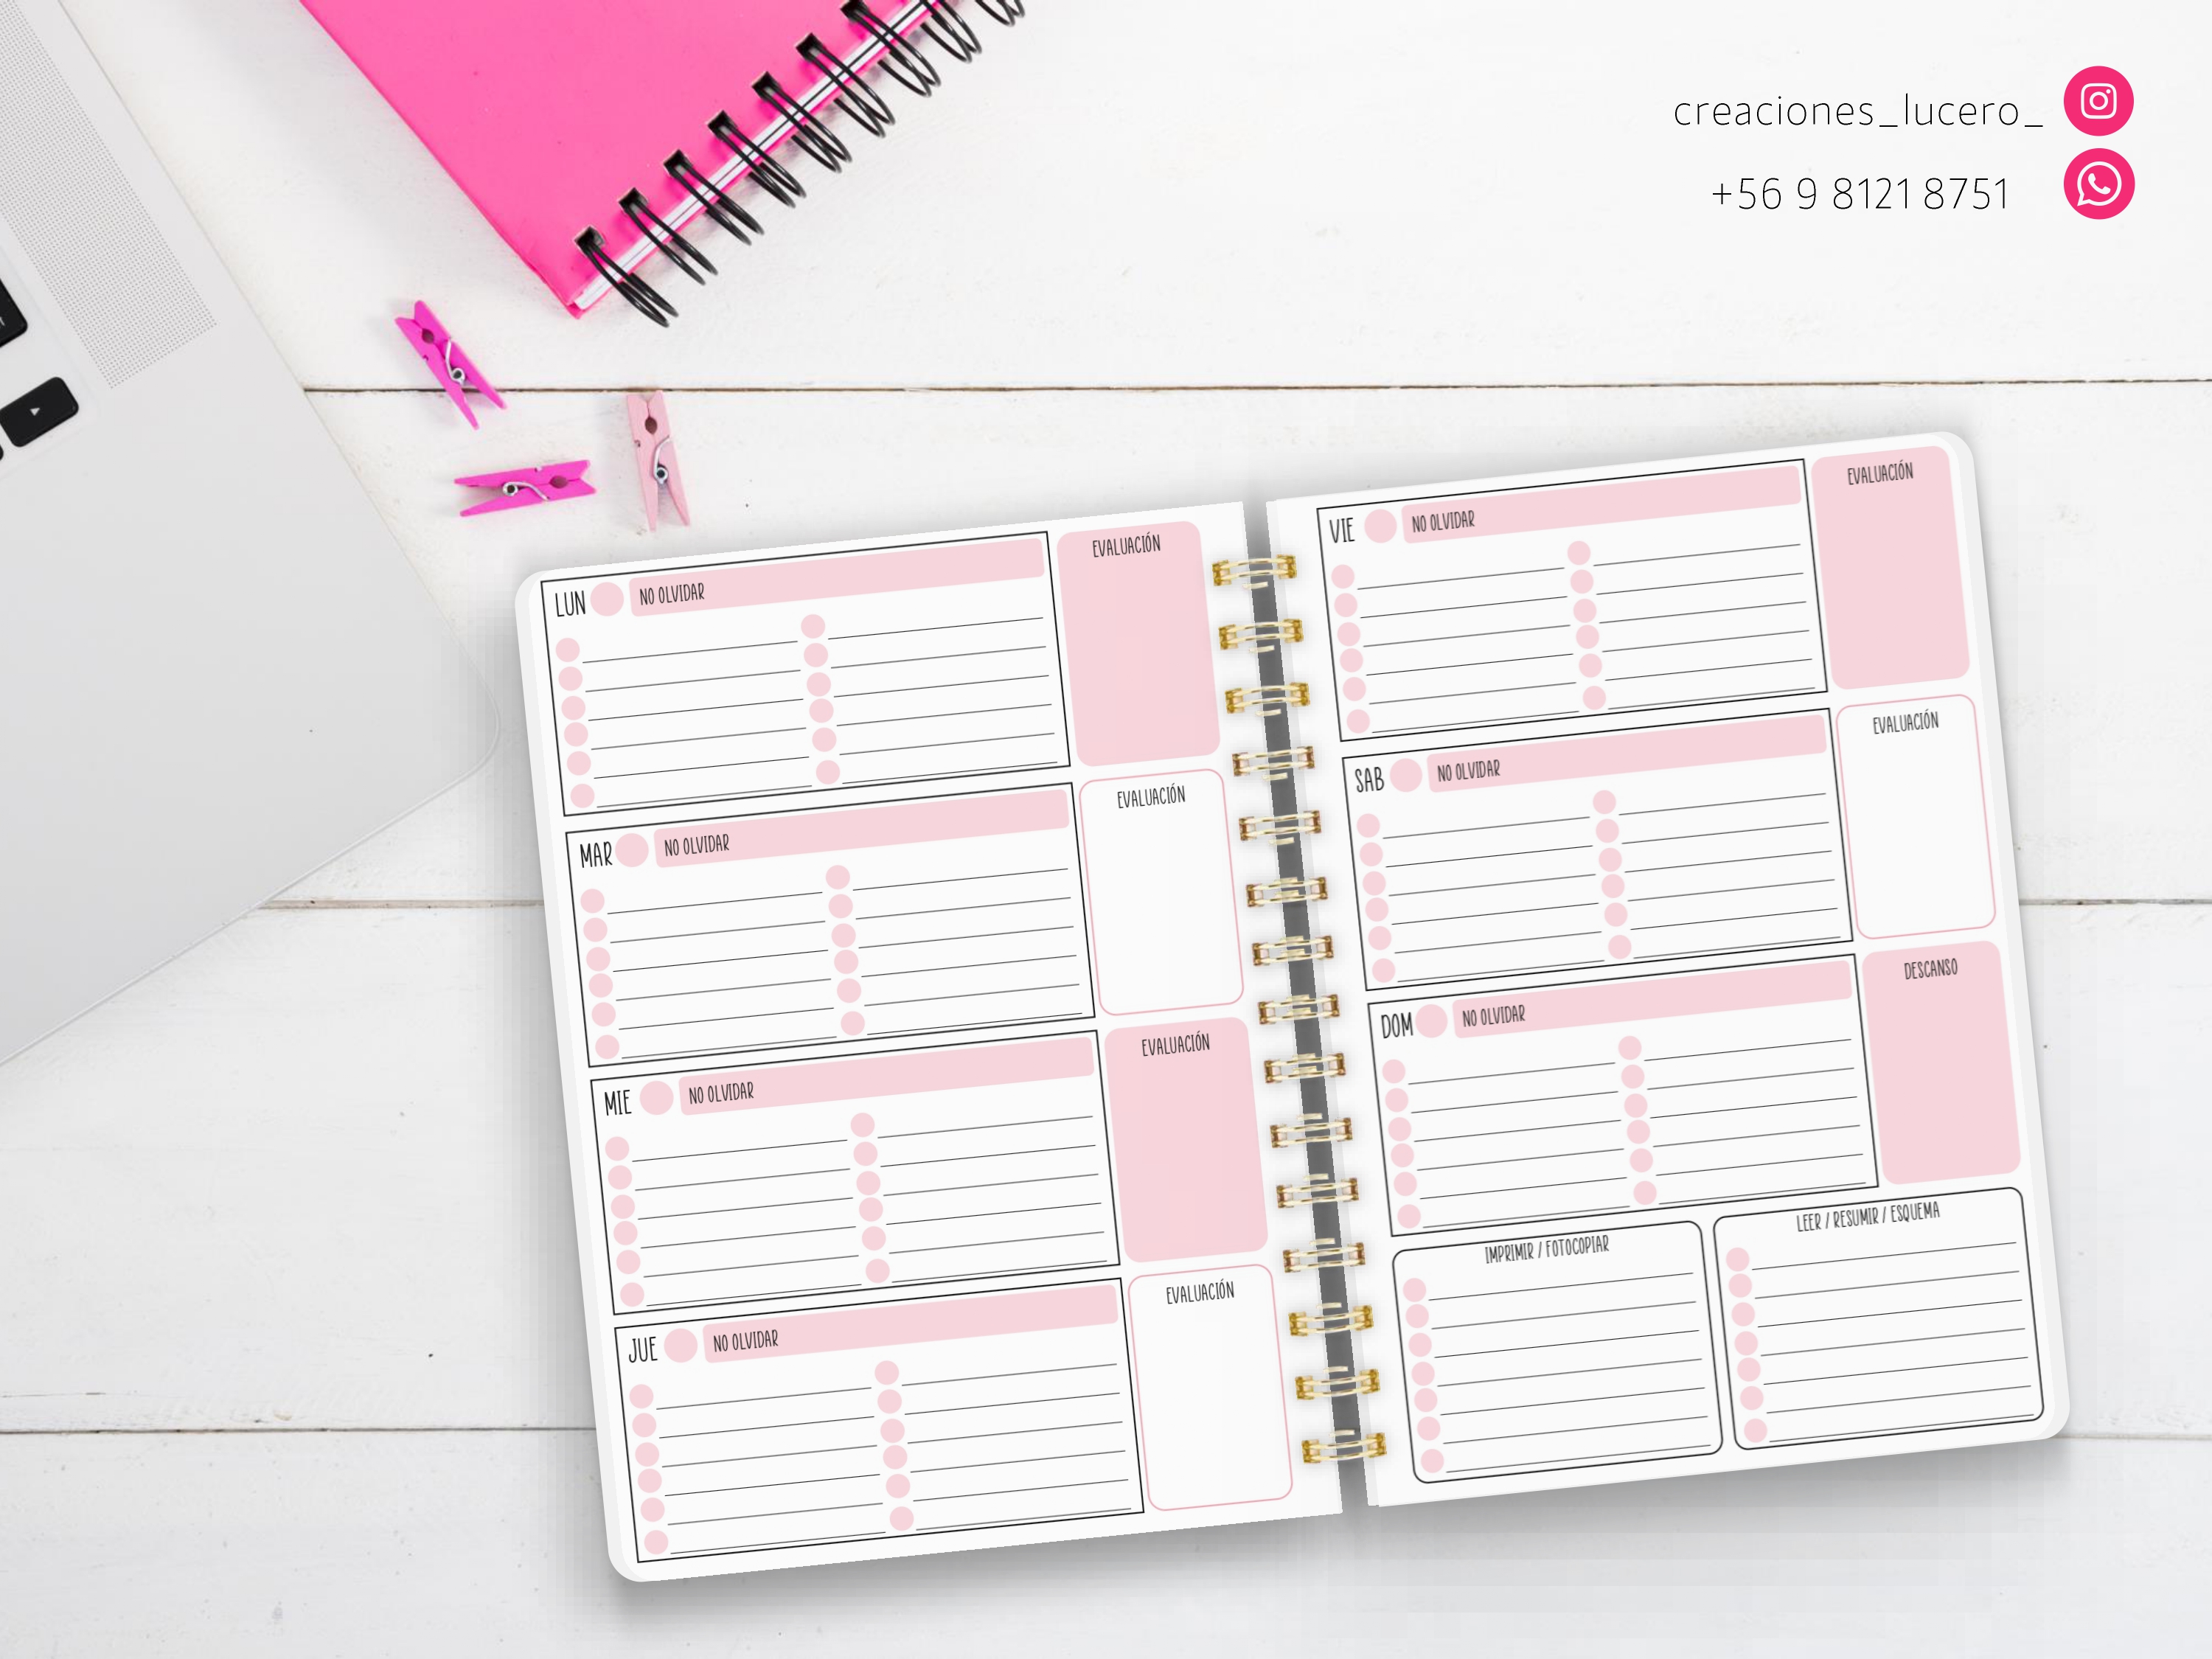 creaciones_lucero_
+56 9 8121 8751
LUN
NO OLVIDAR
EVALUACIÓN
MAR
NO OLVIDAR
EVALUACIÓN
MIE
NO OLVIDAR
EVALUACIÓN
JUE
NO OLVIDAR
EVALUACIÓN
VIE
NO OLVIDAR
EVALUACIÓN
SAB
NO OLVIDAR
EVALUACIÓN
DOM
NO OLVIDAR
DESCANSO
IMPRIMIR / FOTOCOPIAR
LEER / RESUMIR / ESQUEMA